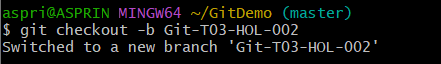 aspri@ASPRIN MINGW64 ~/GitDemo (master)
$ git checkout -b Git-T03-HOL-002
Switched to a new branch 'Git-T03-HOL-002'